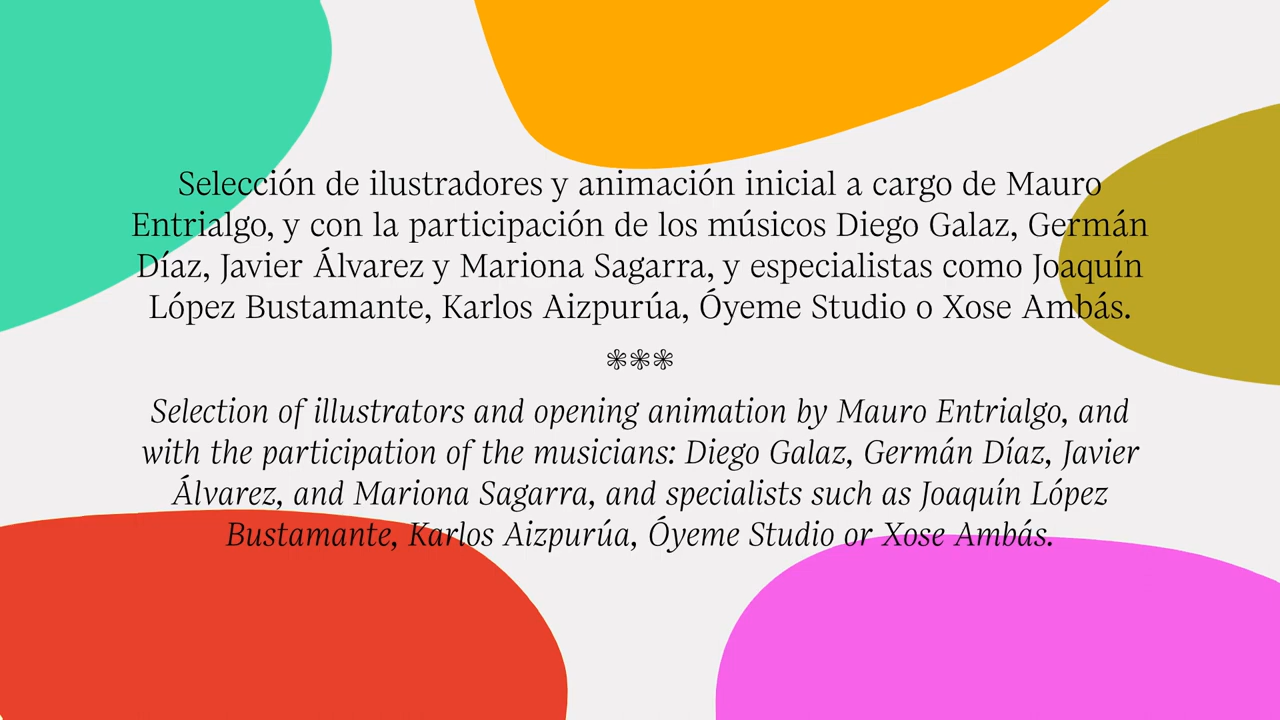 Selección de ilustradores y animación inicial a cargo de Mauro
Entrialgo, y con la participación de los músicos Diego Galaz, Germán
Díaz, Javier Álvarez y Mariona Sagarra, y especialistas como Joaquín
López Bustamante, Karlos Aizpurúa, Óyeme Studio o Xose Ambás.
❃❃❃
Selection of illustrators and opening animation by Mauro Entrialgo, and
with the participation of the musicians: Diego Galaz, Germán Díaz, Javier
Álvarez, and Mariona Sagarra, and specialists such as Joaquín López
Bustamante, Karlos Aizpurúa, Óyeme Studio or Xose Ambás.